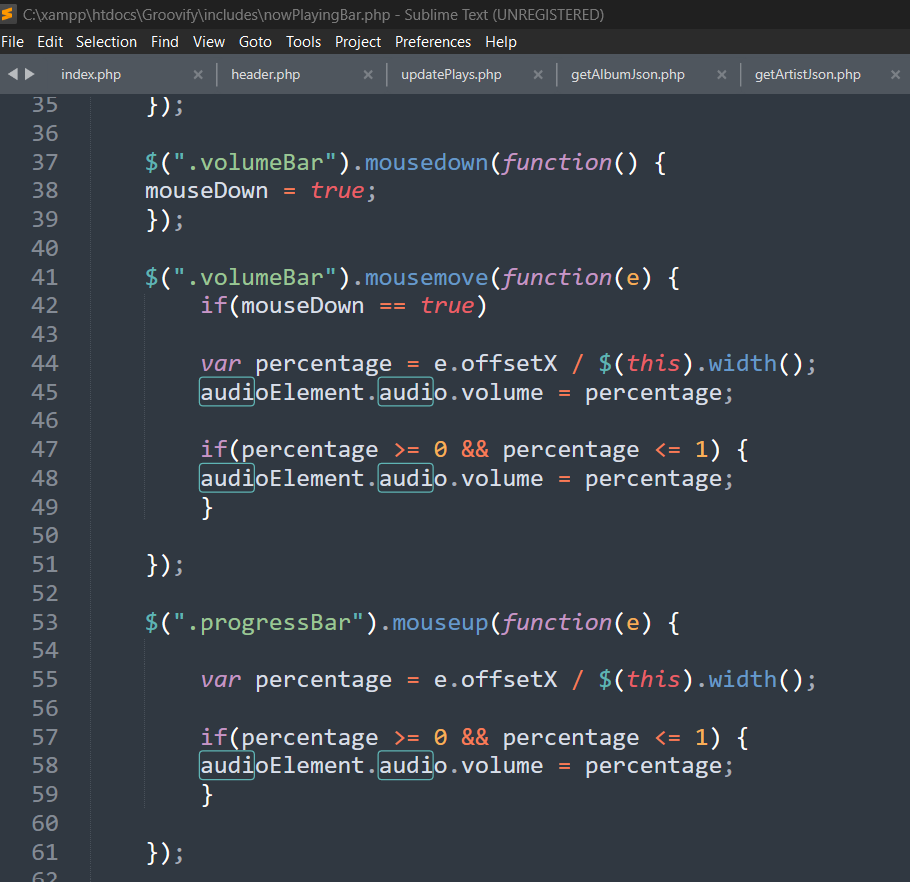 C:\xampp\htdocs\Groovify\includes\nowPlayingBar.php - Sublime Text (UNREGISTERED)
File Edit Selection Find View Goto Tools Project Preferences Help
index.php × header.php × updatePlays.php × getAlbumJson.php × getArtistJson.php ×
35 });
36
37 $(".volumeBar").mousedown(function() {
38 mouseDown = true;
39 });
40
41 $(".volumeBar").mousemove(function(e) {
42 if(mouseDown == true)
43
44 var percentage = e.offsetX / $(this).width();
45 audioElement.audio.volume = percentage;
46
47 if(percentage >= 0 && percentage <= 1) {
48 audioElement.audio.volume = percentage;
49 }
50
51 });
52
53 $(".progressBar").mouseup(function(e) {
54
55 var percentage = e.offsetX / $(this).width();
56
57 if(percentage >= 0 && percentage <= 1) {
58 audioElement.audio.volume = percentage;
59 }
60
61 });
62